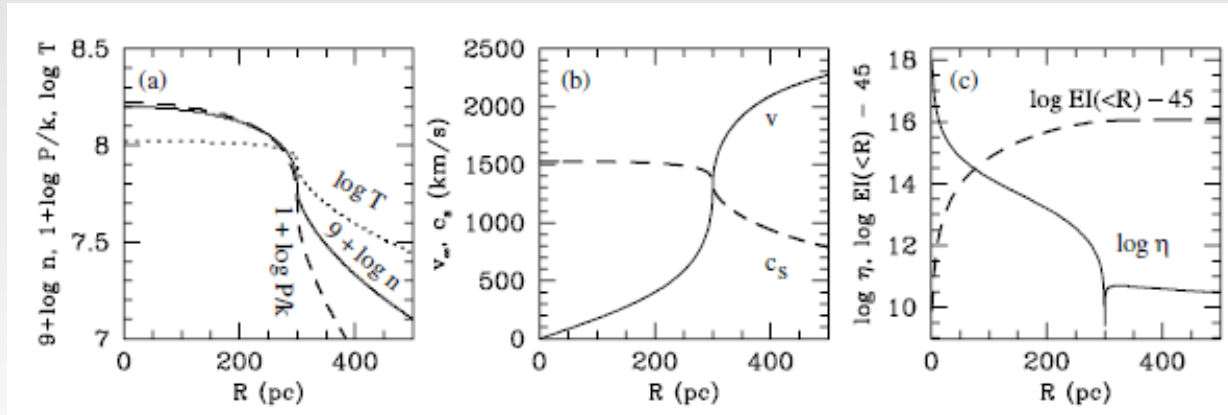 9+log n, 1+log P/k, log T
8.5
8
7.5
7
(a)
log T
9+log n
1+log P/k
0 200 400
R (pc)
v∞, c_s (km/s)
2500
2000
1500
1000
500
0
(b)
v
c_s
0 200 400
R (pc)
log η, log EI(<R) − 45
18
16
14
12
10
(c)
log EI(<R) − 45
log η
0 200 400
R (pc)